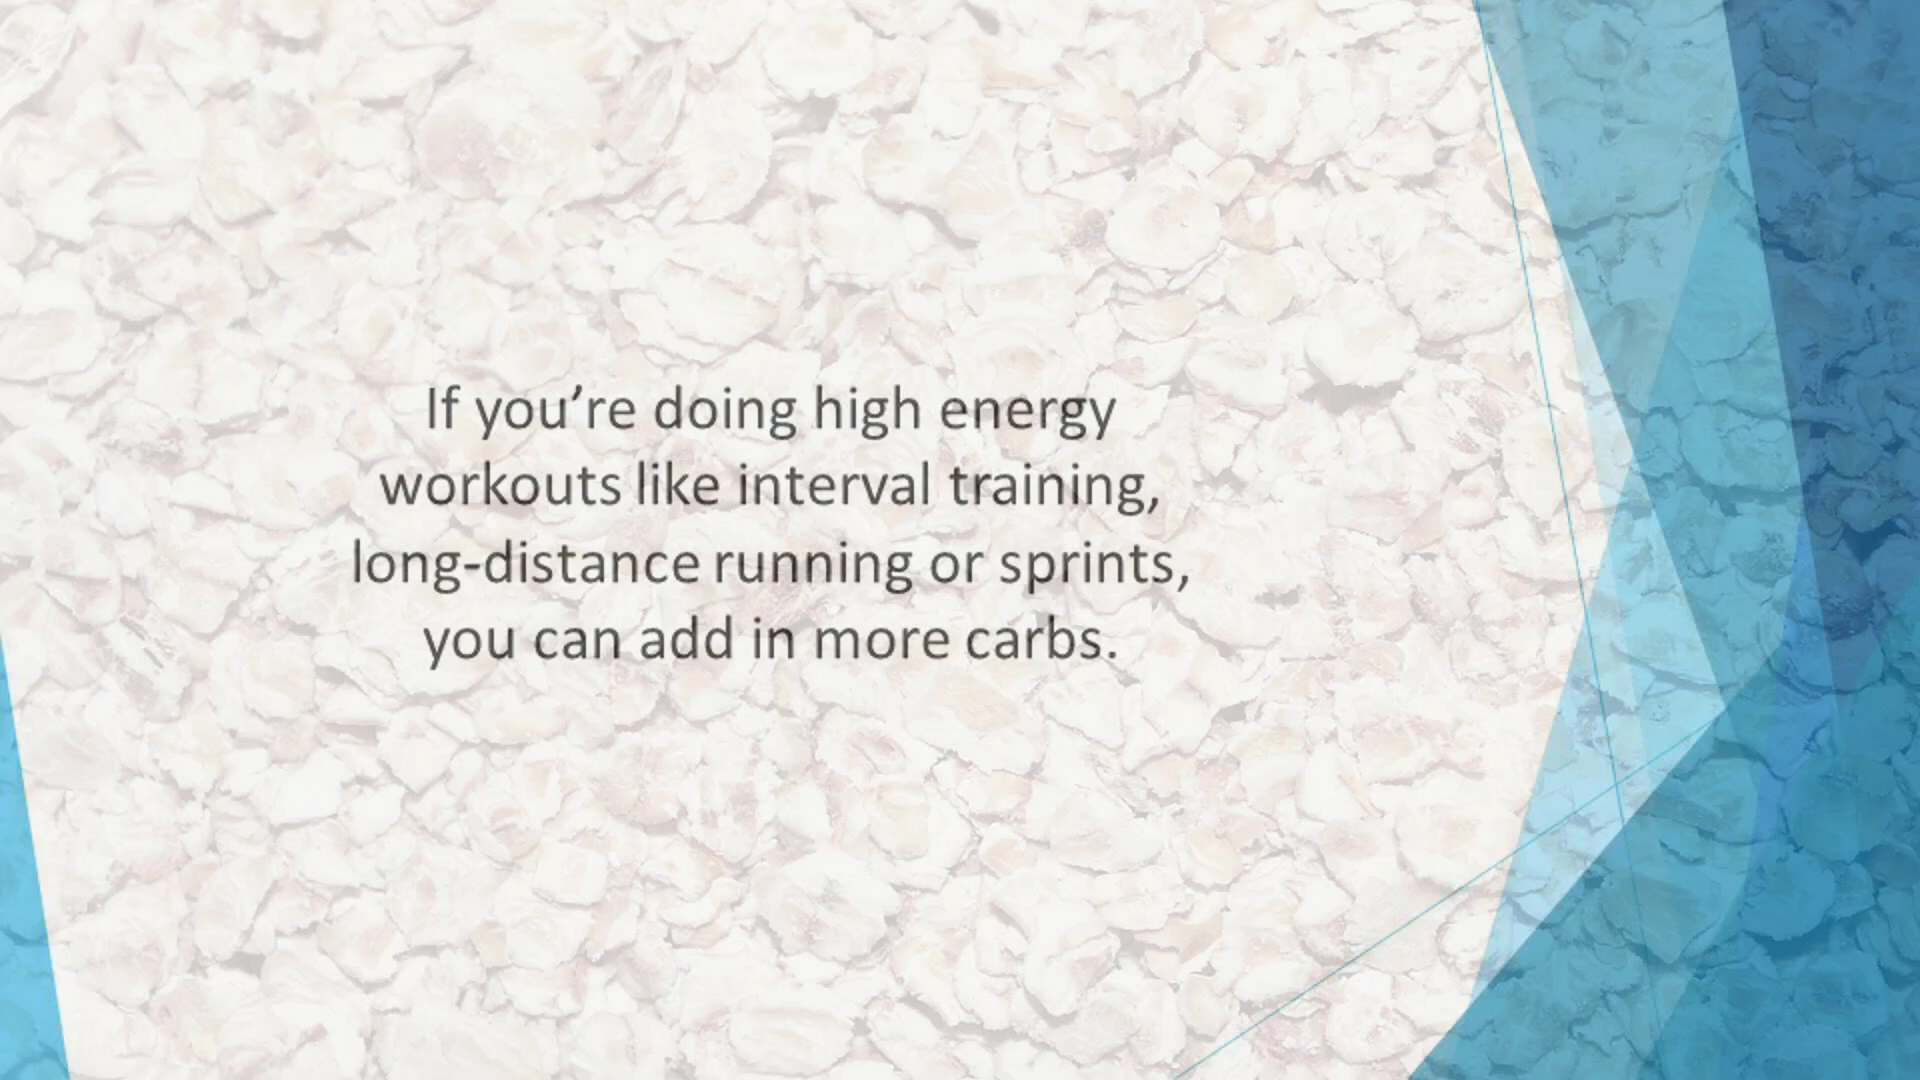 If you’re doing high energy
workouts like interval training,
long-distance running or sprints,
you can add in more carbs.